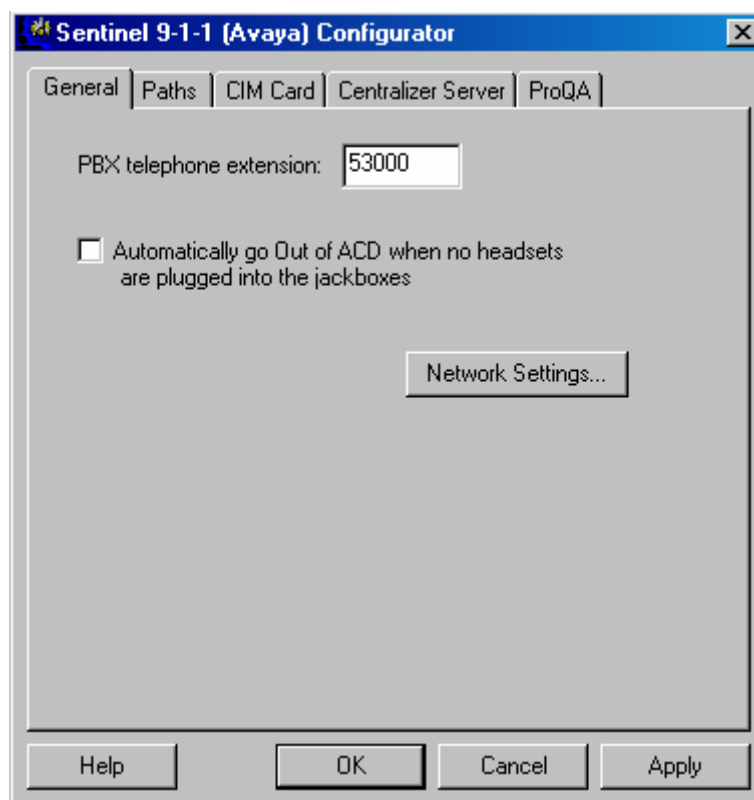 Sentinel 9-1-1 (Avaya) Configurator
General Paths CIM Card Centralizer Server ProQA
PBX telephone extension: 53000
Automatically go Out of ACD when no headsets
are plugged into the jackboxes
Network Settings...
Help OK Cancel Apply